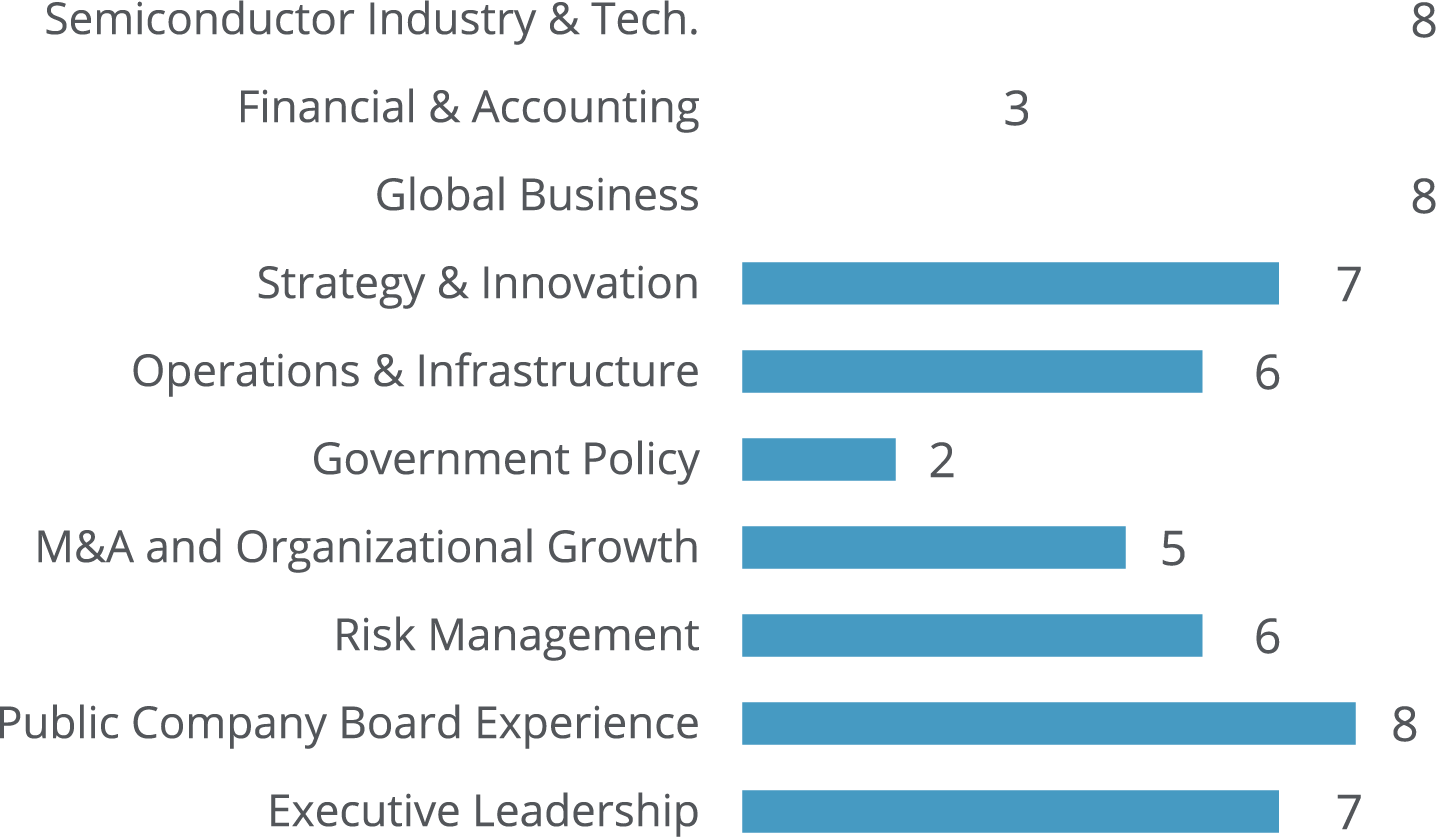 Semiconductor Industry & Tech. 8
Financial & Accounting 3
Global Business 8
Strategy & Innovation 7
Operations & Infrastructure 6
Government Policy 2
M&A and Organizational Growth 5
Risk Management 6
Public Company Board Experience 8
Executive Leadership 7